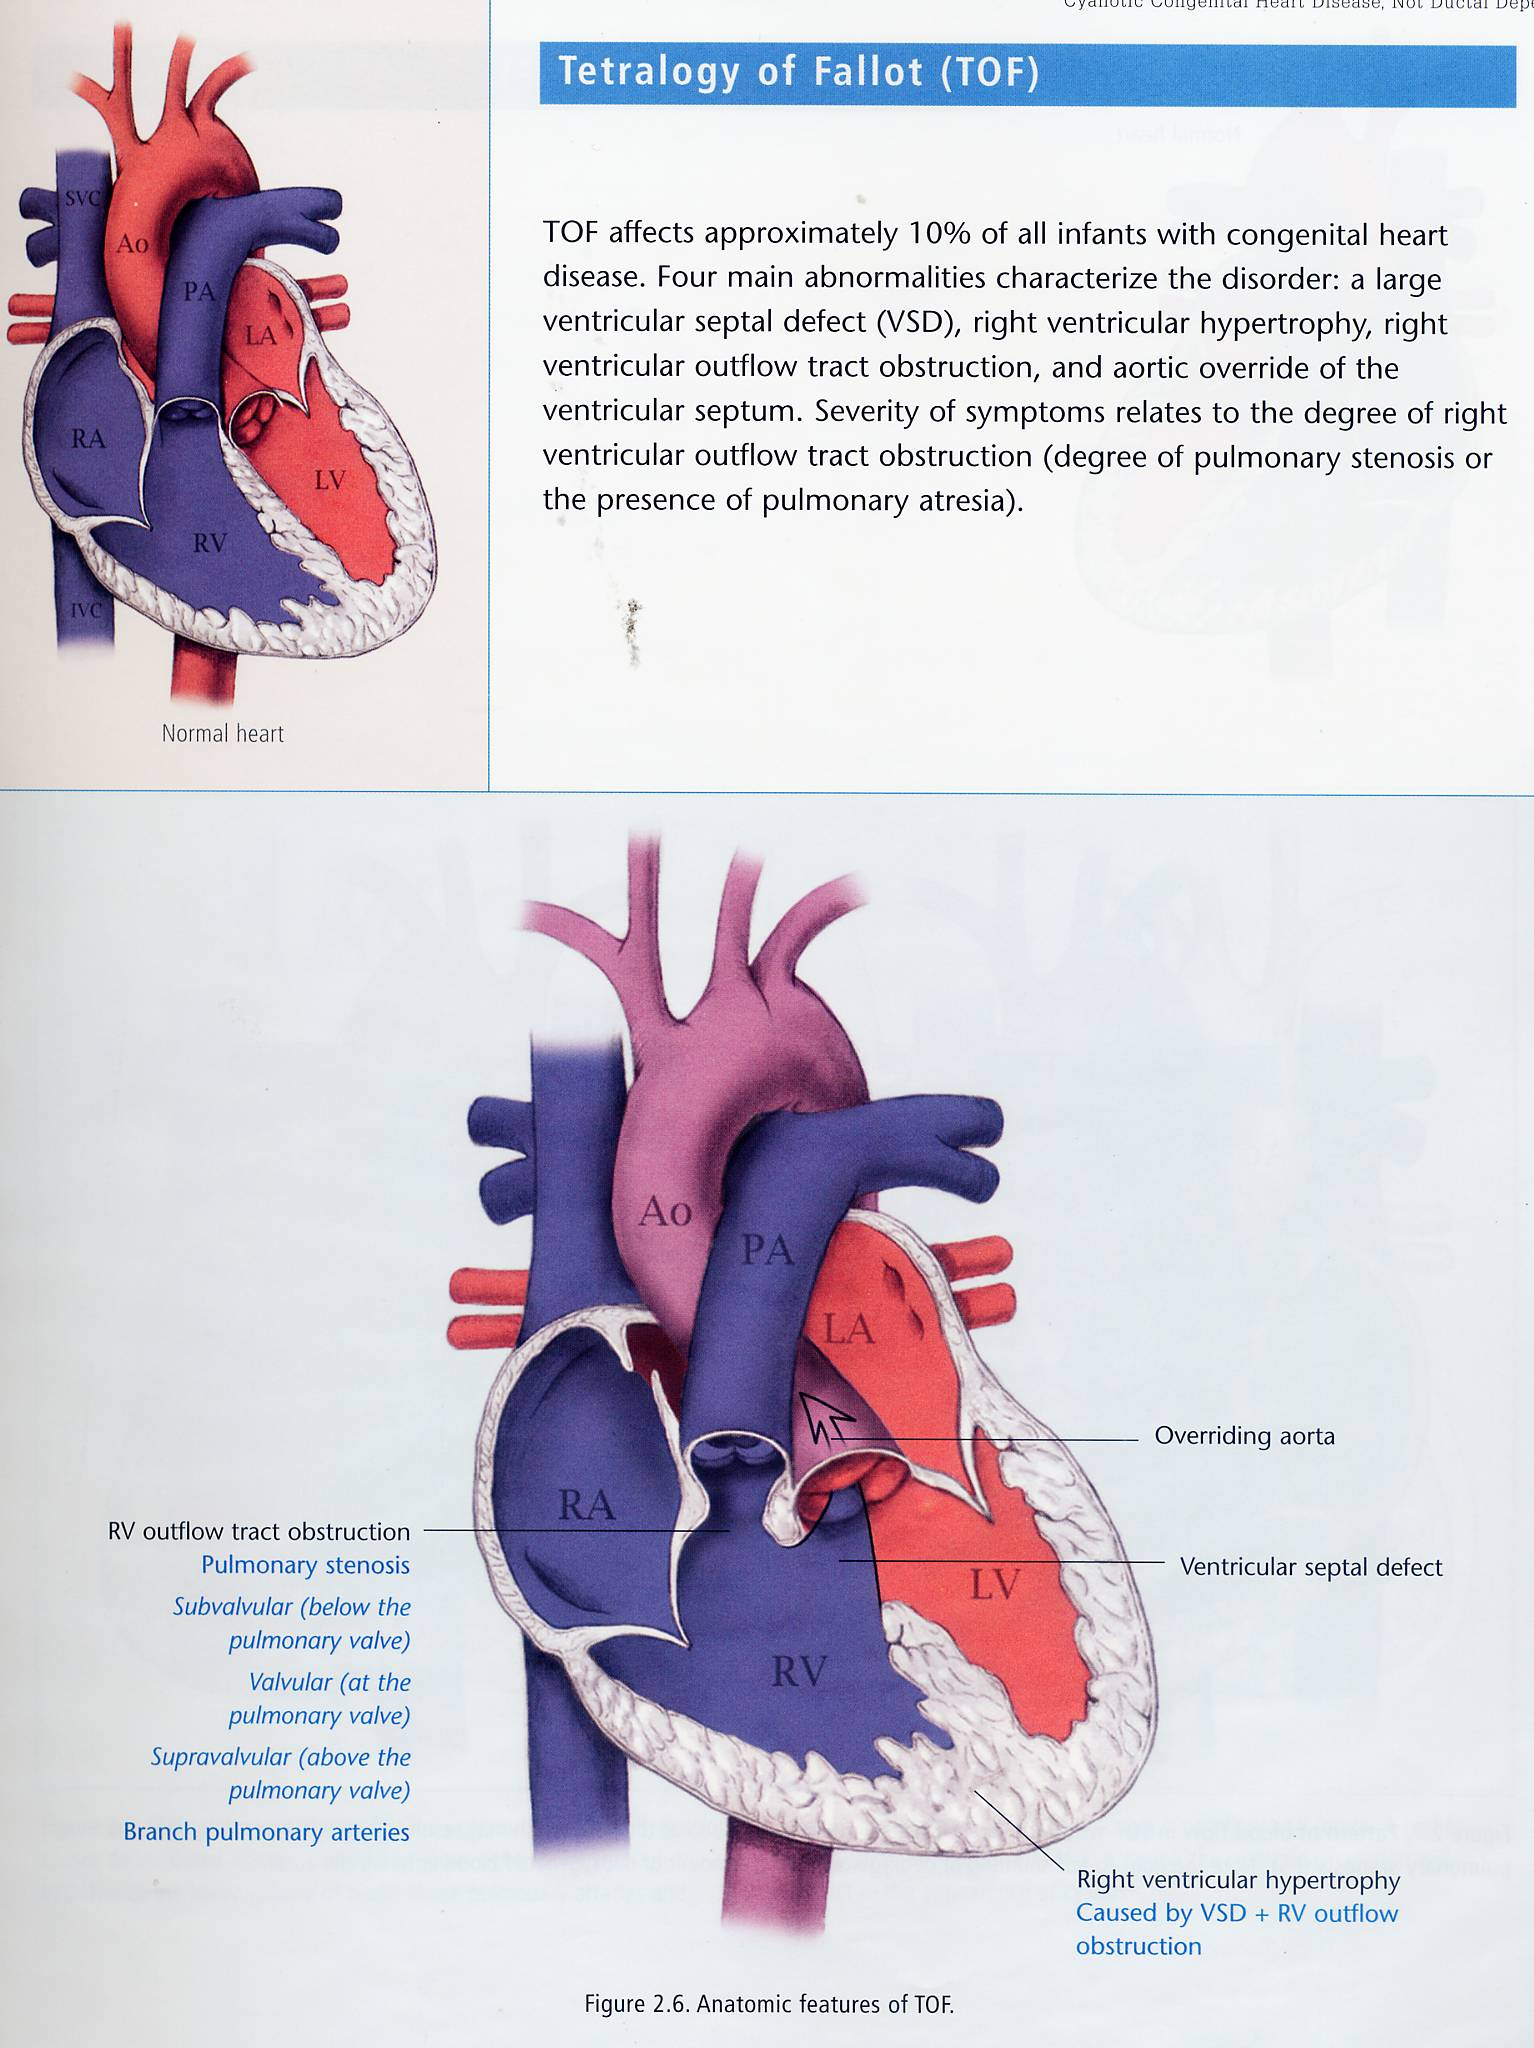 Cyanotic Congenital Heart Disease, Not Ductal
Tetralogy of Fallot (TOF)
SVC
Ao
PA
LA
RA
LV
RV
IVC
Normal heart
TOF affects approximately 10% of all infants with congenital heart
disease. Four main abnormalities characterize the disorder: a large
ventricular septal defect (VSD), right ventricular hypertrophy, right
ventricular outflow tract obstruction, and aortic override of the
ventricular septum. Severity of symptoms relates to the degree of right
ventricular outflow tract obstruction (degree of pulmonary stenosis or
the presence of pulmonary atresia).
Ao
PA
LA
RA
LV
RV
Overriding aorta
Ventricular septal defect
RV outflow tract obstruction
Pulmonary stenosis
Subvalvular (below the
pulmonary valve)
Valvular (at the
pulmonary valve)
Supravalvular (above the
pulmonary valve)
Branch pulmonary arteries
Right ventricular hypertrophy
Caused by VSD + RV outflow
obstruction
Figure 2.6. Anatomic features of TOF.